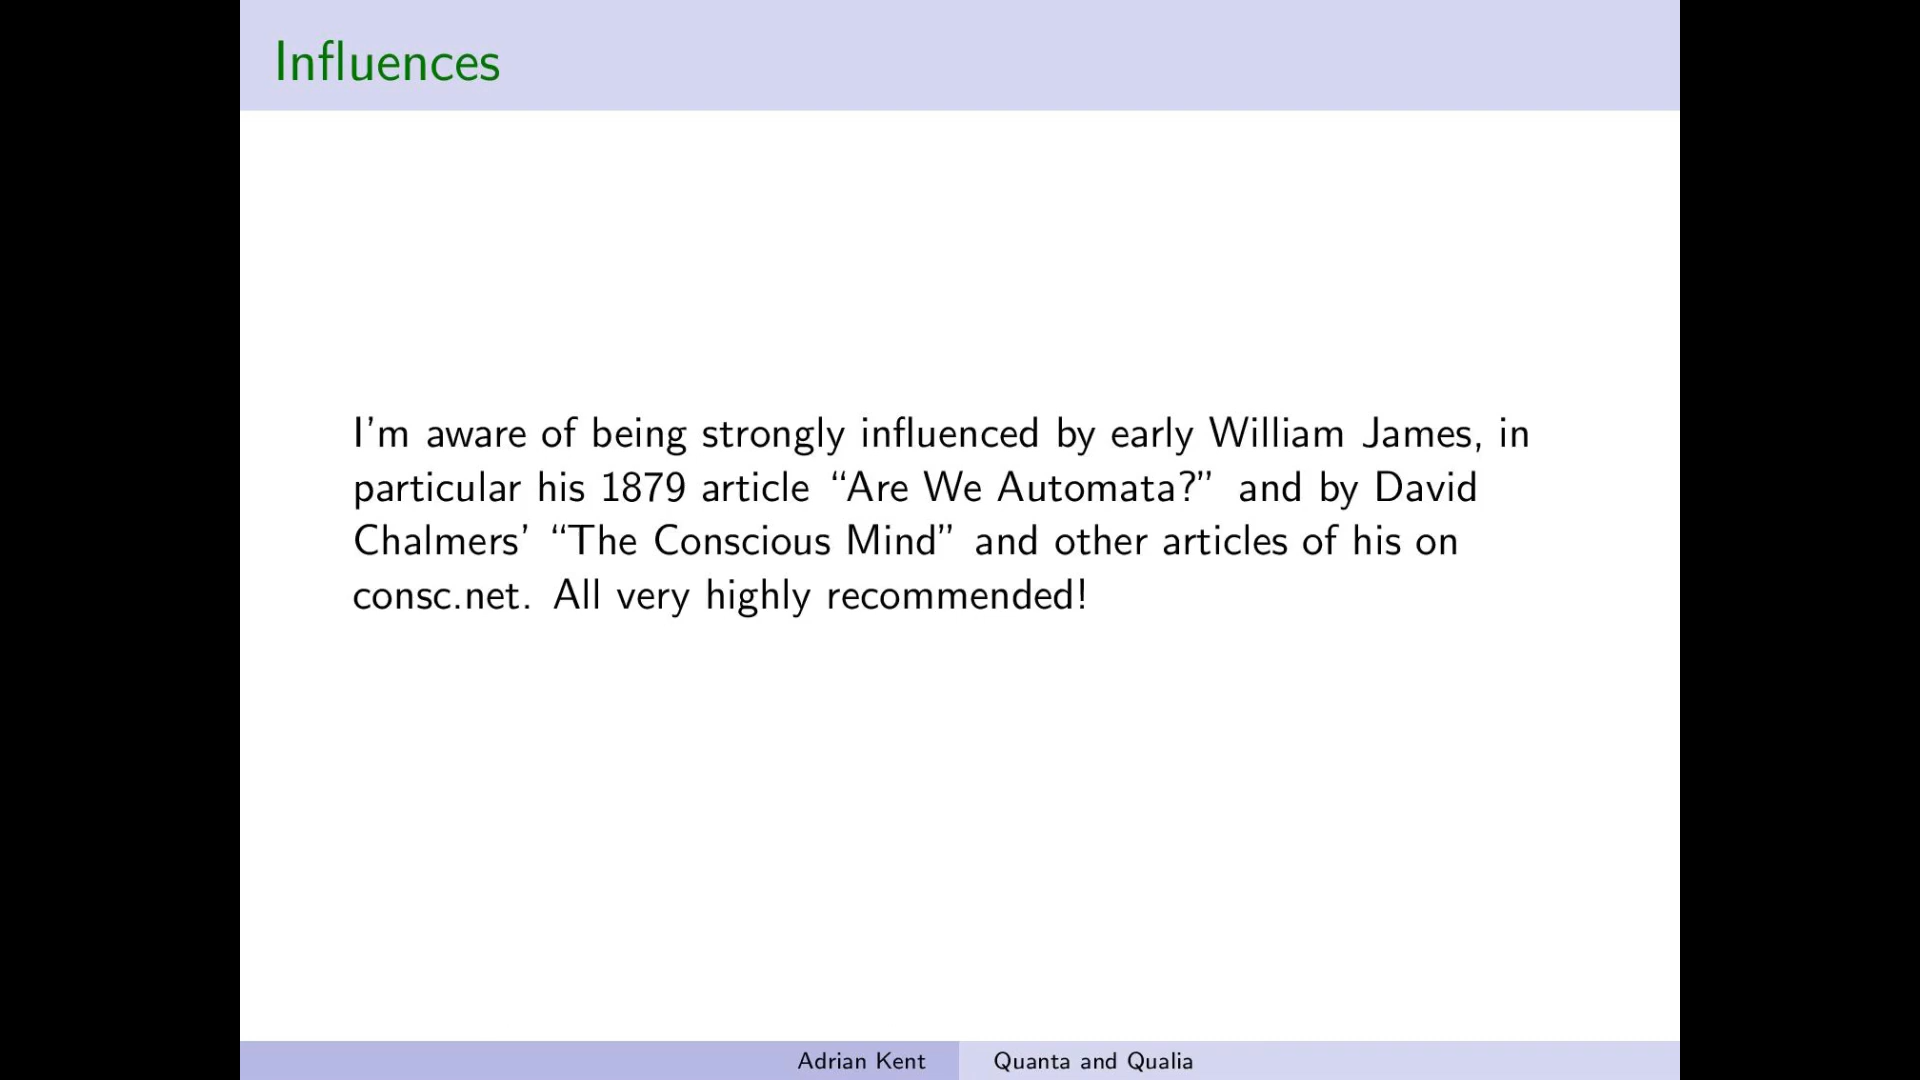 Influences
I'm aware of being strongly influenced by early William James, in
particular his 1879 article “Are We Automata?” and by David
Chalmers' “The Conscious Mind” and other articles of his on
consc.net. All very highly recommended!
Adrian Kent
Quanta and Qualia